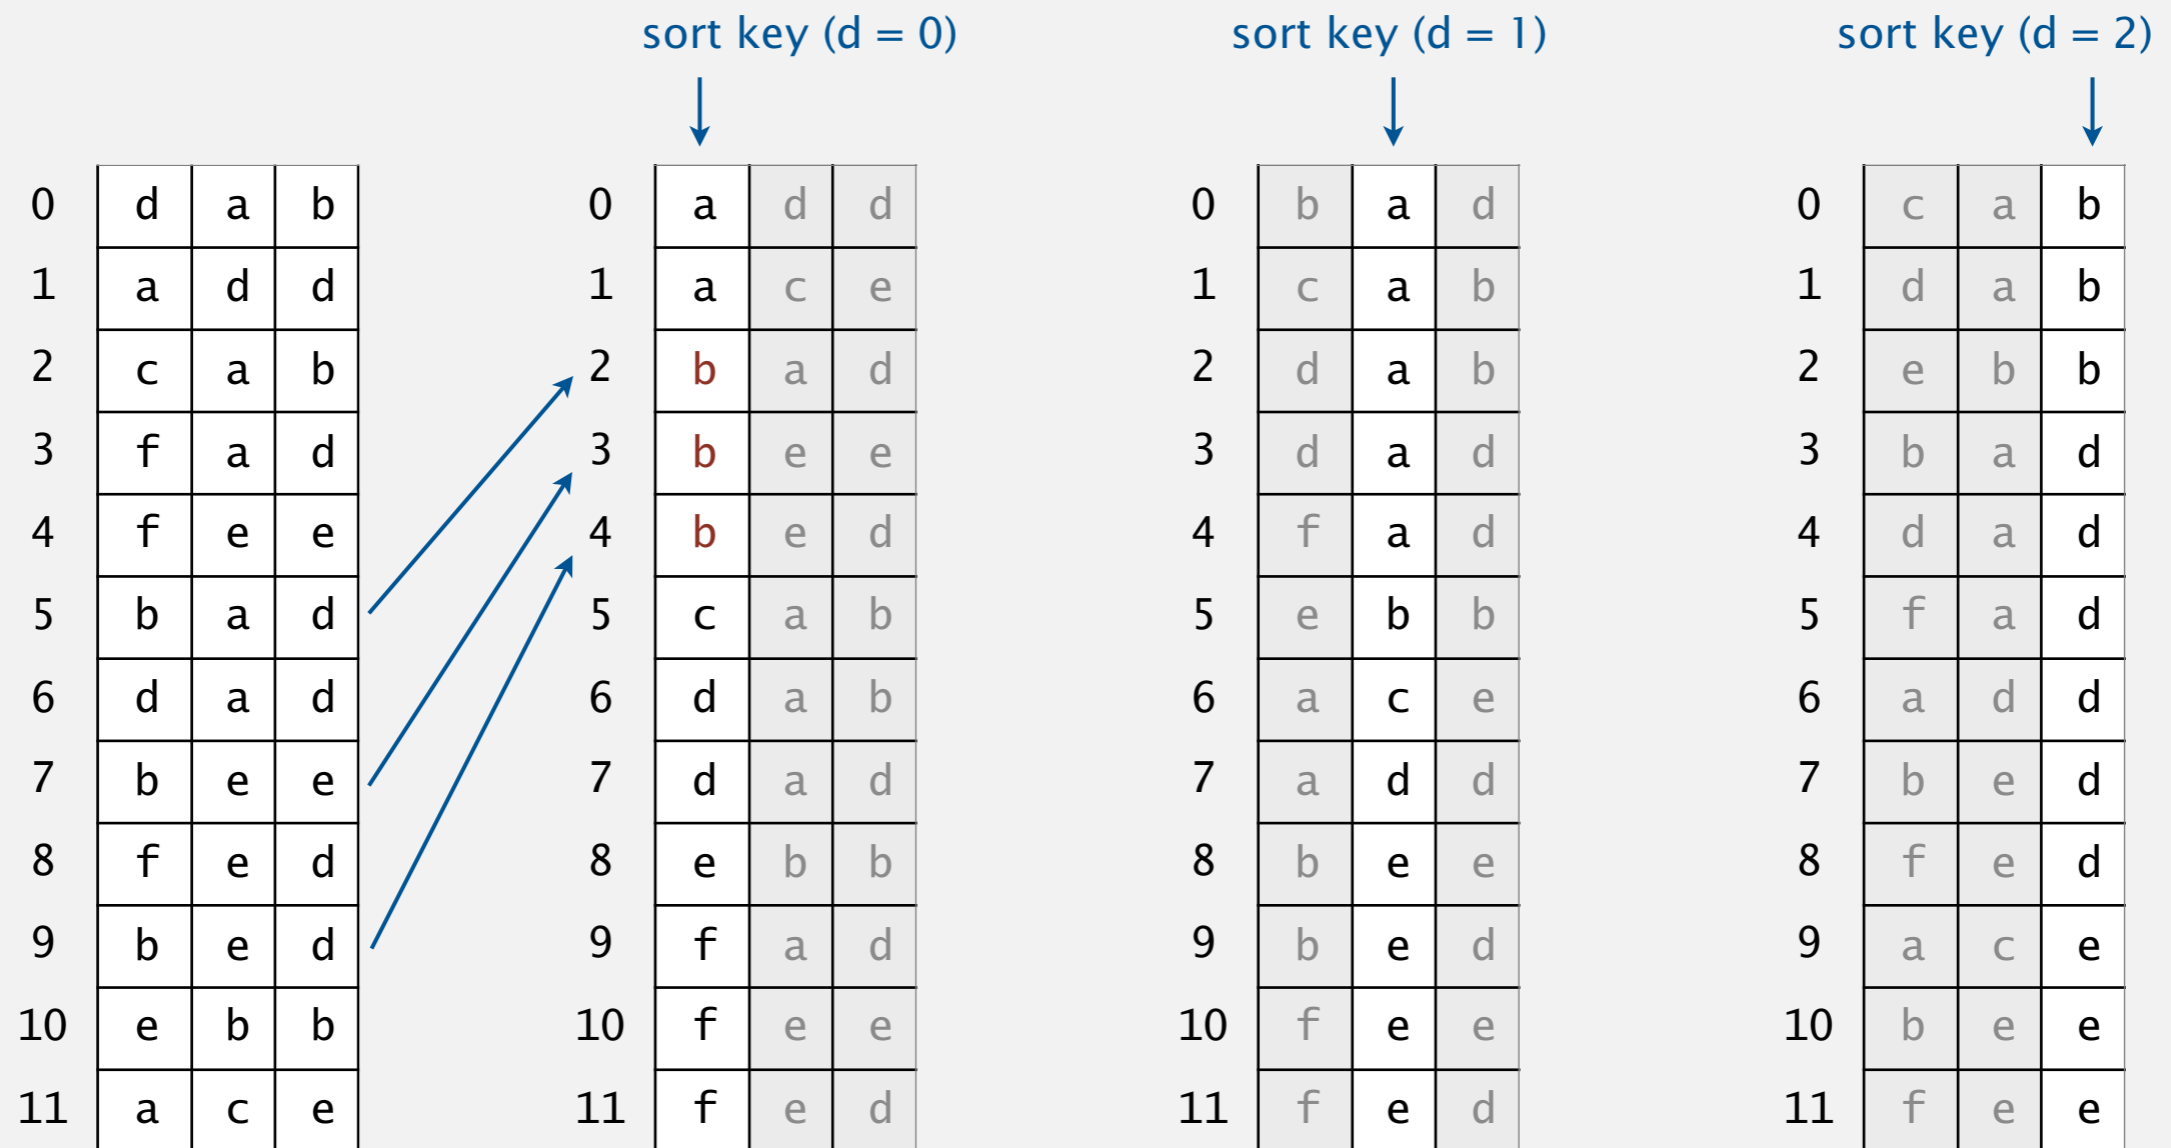 sort key (d = 0) sort key (d = 1) sort key (d = 2)
0 d a b 0 a d d 0 b a d 0 c a b
1 a d d 1 a c e 1 c a b 1 d a b
2 c a b 2 b a d 2 d a b 2 e b b
3 f a d 3 b e e 3 d a d 3 b a d
4 f e e 4 b e d 4 f a d 4 d a d
5 b a d 5 c a b 5 e b b 5 f a d
6 d a d 6 d a b 6 a c e 6 a d d
7 b e e 7 d a d 7 a d d 7 b e d
8 f e d 8 e b b 8 b e e 8 f e d
9 b e d 9 f a d 9 b e d 9 a c e
10 e b b 10 f e e 10 f e e 10 b e e
11 a c e 11 f e d 11 f e d 11 f e e